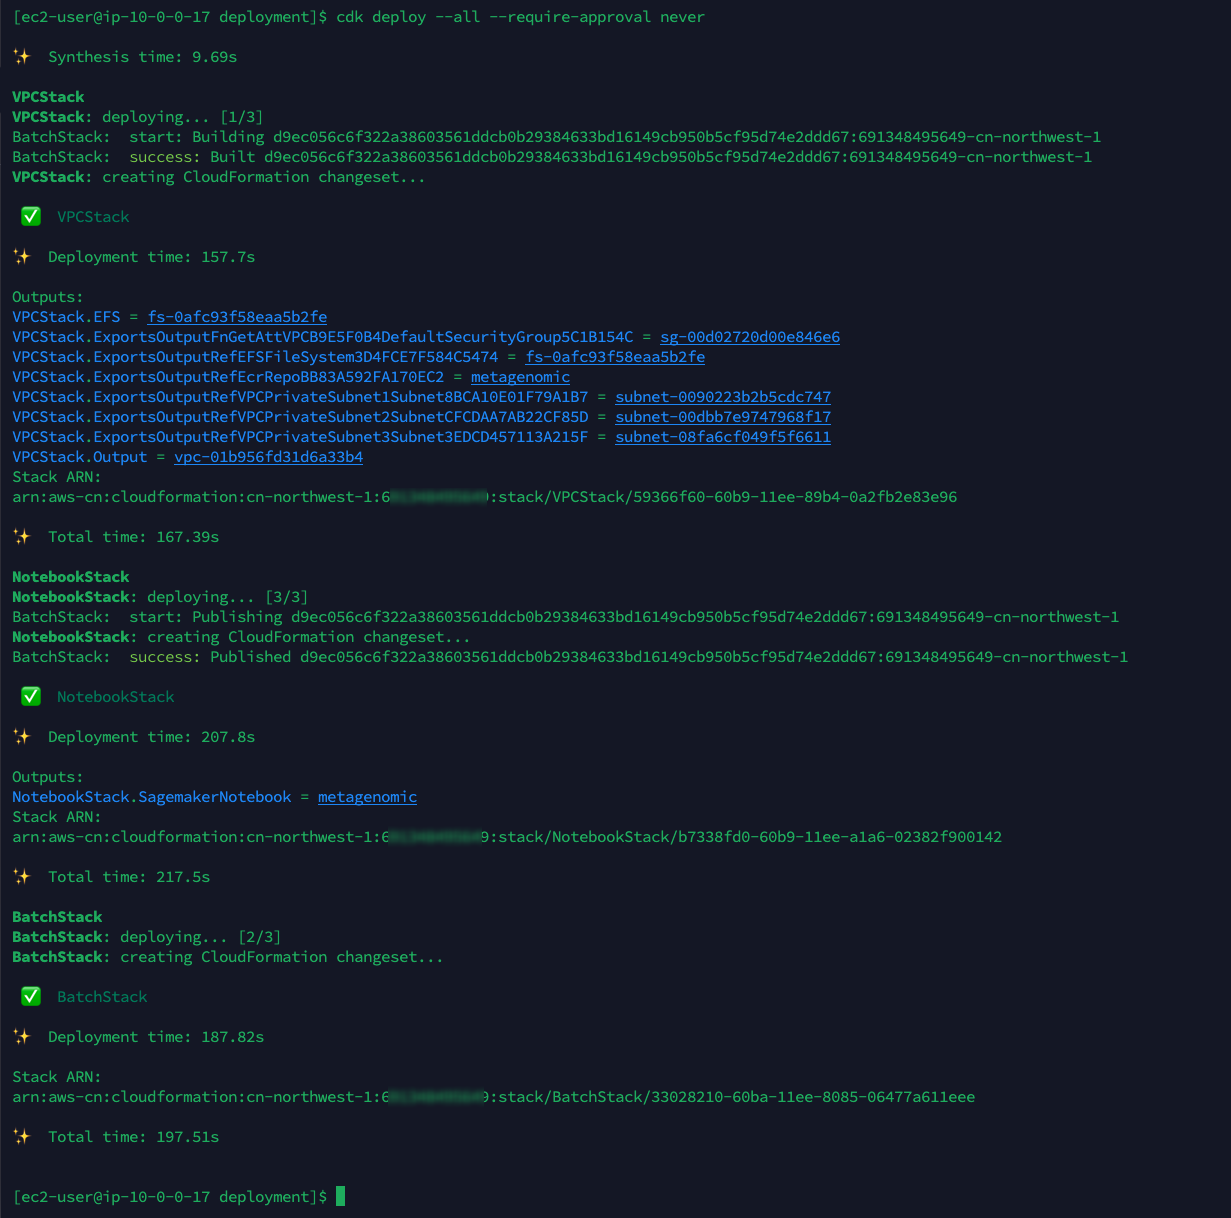 [ec2-user@ip-10-0-0-17 deployment]$ cdk deploy --all --require-approval never
✨  Synthesis time: 9.69s
VPCStack
VPCStack: deploying... [1/3]
BatchStack:  start: Building d9ec056c6f322a38603561ddcb0b29384633bd16149cb950b5cf95d74e2ddd67:691348495649-cn-northwest-1
BatchStack:  success: Built d9ec056c6f322a38603561ddcb0b29384633bd16149cb950b5cf95d74e2ddd67:691348495649-cn-northwest-1
VPCStack: creating CloudFormation changeset...
✅  VPCStack
✨  Deployment time: 157.7s
Outputs:
VPCStack.EFS = fs-0afc93f58eaa5b2fe
VPCStack.ExportsOutputFnGetAttVPCB9E5F0B4DefaultSecurityGroup5C1B154C = sg-00d02720d00e846e6
VPCStack.ExportsOutputRefEFSFileSystem3D4FCE7F584C5474 = fs-0afc93f58eaa5b2fe
VPCStack.ExportsOutputRefEcrRepoBB83A592FA170EC2 = metagenomic
VPCStack.ExportsOutputRefVPCPrivateSubnet1Subnet8BCA10E01F79A1B7 = subnet-0090223b2b5cdc747
VPCStack.ExportsOutputRefVPCPrivateSubnet2SubnetCFCDAA7AB22CF85D = subnet-00dbb7e9747968f17
VPCStack.ExportsOutputRefVPCPrivateSubnet3Subnet3EDCD457113A215F = subnet-08fa6cf049f5f6611
VPCStack.Output = vpc-01b956fd31d6a33b4
Stack ARN:
arn:aws-cn:cloudformation:cn-northwest-1:6 :stack/VPCStack/59366f60-60b9-11ee-89b4-0a2fb2e83e96
✨  Total time: 167.39s
NotebookStack
NotebookStack: deploying... [3/3]
BatchStack:  start: Publishing d9ec056c6f322a38603561ddcb0b29384633bd16149cb950b5cf95d74e2ddd67:691348495649-cn-northwest-1
NotebookStack: creating CloudFormation changeset...
BatchStack:  success: Published d9ec056c6f322a38603561ddcb0b29384633bd16149cb950b5cf95d74e2ddd67:691348495649-cn-northwest-1
✅  NotebookStack
✨  Deployment time: 207.8s
Outputs:
NotebookStack.SagemakerNotebook = metagenomic
Stack ARN:
arn:aws-cn:cloudformation:cn-northwest-1:6 9:stack/NotebookStack/b7338fd0-60b9-11ee-a1a6-02382f900142
✨  Total time: 217.5s
BatchStack
BatchStack: deploying... [2/3]
BatchStack: creating CloudFormation changeset...
✅  BatchStack
✨  Deployment time: 187.82s
Stack ARN:
arn:aws-cn:cloudformation:cn-northwest-1:6 :stack/BatchStack/33028210-60ba-11ee-8085-06477a611eee
✨  Total time: 197.51s
[ec2-user@ip-10-0-0-17 deployment]$